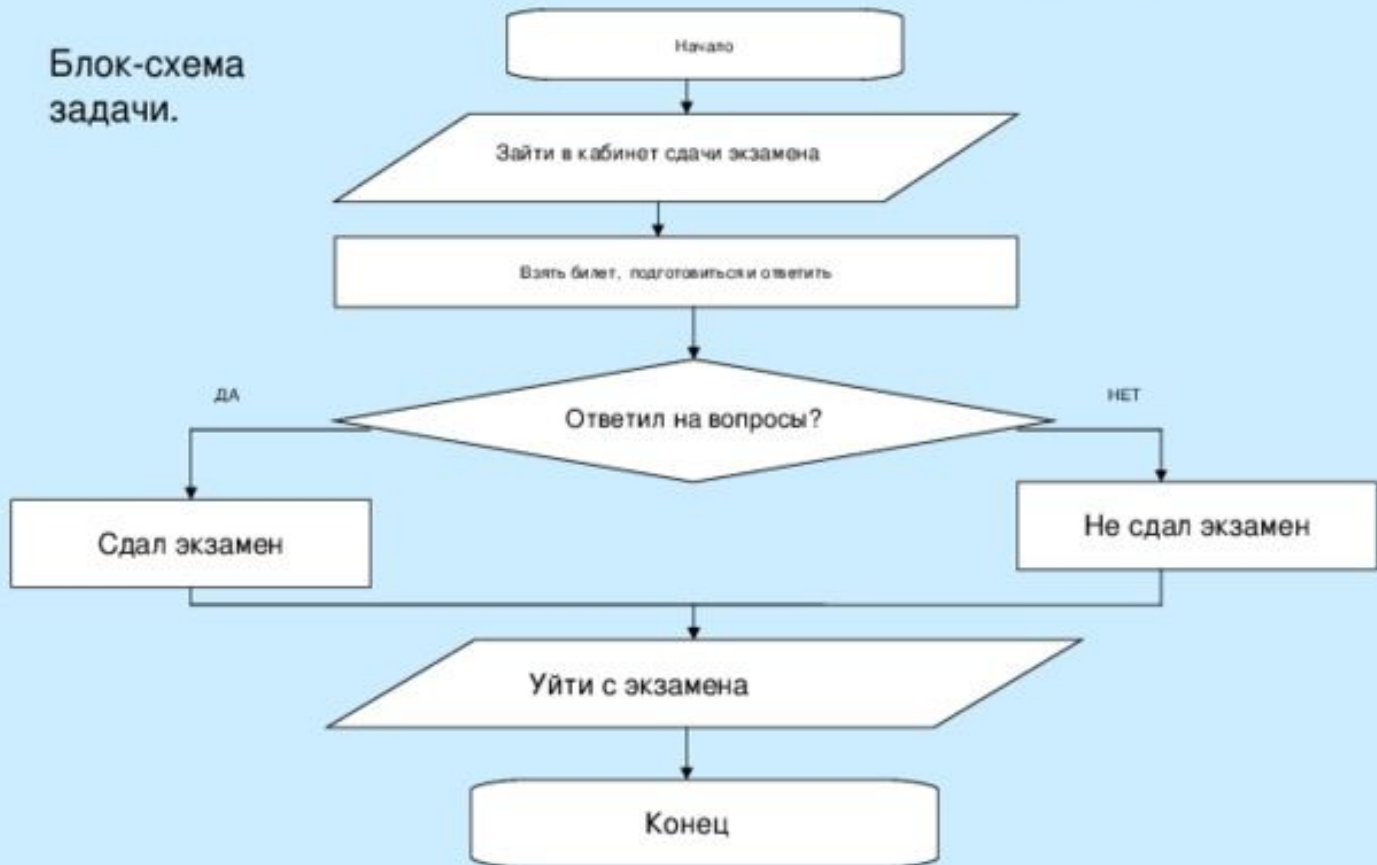 Блок-схема
задачи.
Начало
Зайти в кабинет сдачи экзамена
Взять билет, подготовиться и ответить
Ответил на вопросы?
ДА
НЕТ
Сдал экзамен
Не сдал экзамен
Уйти с экзамена
Конец